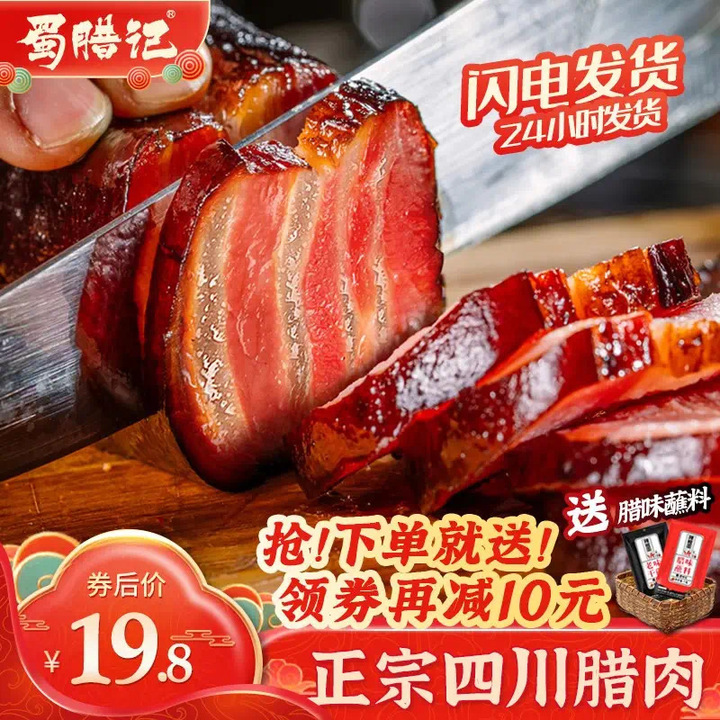 蜀腊记®
闪电发货
24小时发货
送 腊味蘸料
抢!下单就送!
领券再减10元
券后价
¥19.8
正宗四川腊肉